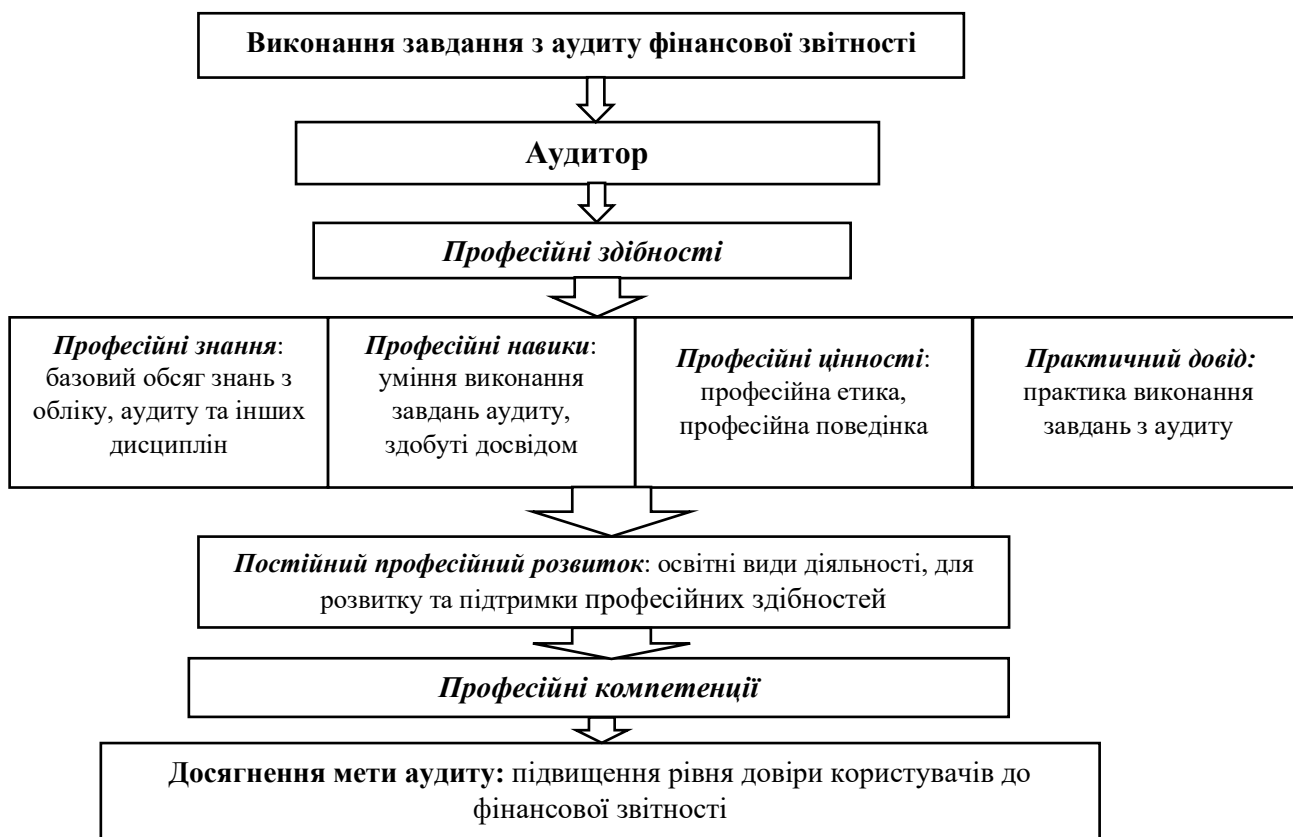 Виконання завдання з аудиту фінансової звітності
Аудитор
Професійні здібності
Професійні знання:
базовий обсяг знань з
обліку, аудиту та інших
дисциплін
Професійні навики:
уміння виконання
завдань аудиту,
здобуті досвідом
Професійні цінності:
професійна етика,
професійна поведінка
Практичний довід:
практика виконання
завдань з аудиту
Постійний професійний розвиток: освітні види діяльності, для
розвитку та підтримки професійних здібностей
Професійні компетенції
Досягнення мети аудиту: підвищення рівня довіри користувачів до
фінансової звітності